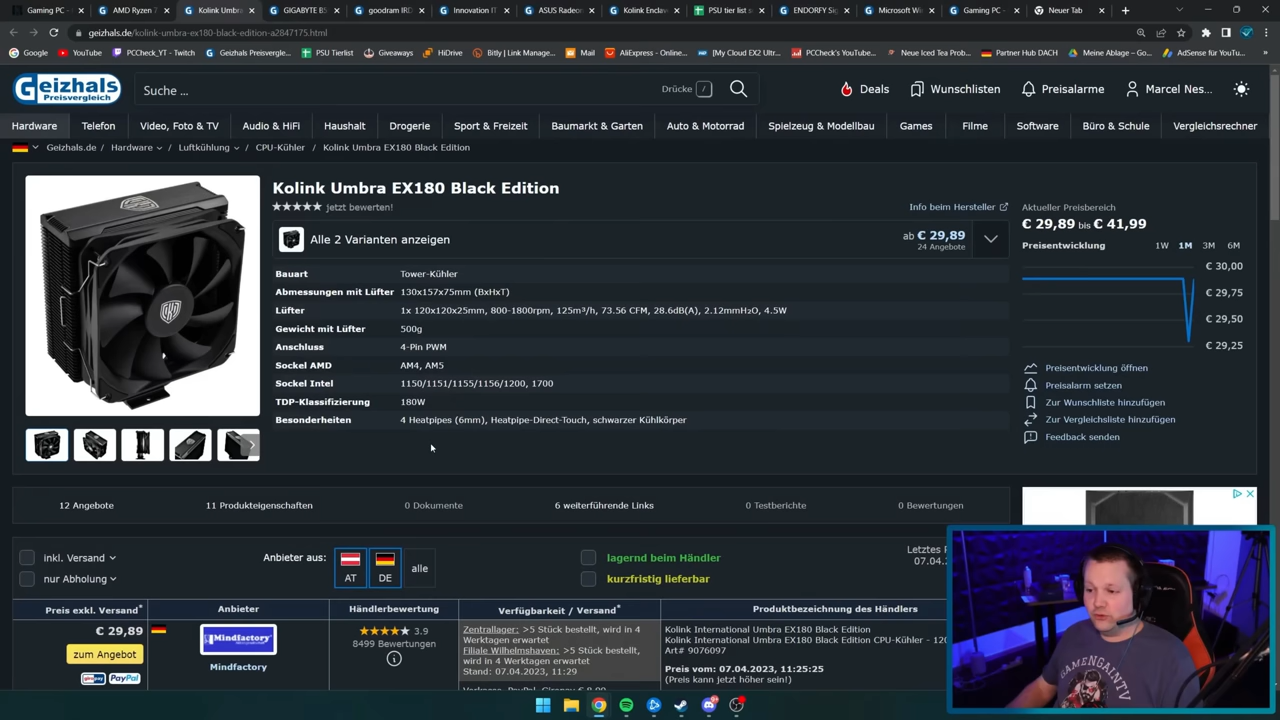 Gaming PC -
AMD Ryzen 7
Kolink Umbra
GIGABYTE B5
goodram IRD
Innovation IT
ASUS Radeo
Kolink Enclav
PSU tier list s
ENDORFY Sig
Microsoft Wi
Gaming PC -
Neuer Tab
geizhals.de/kolink-umbra-ex180-black-edition-a2847175.html
Google
YouTube
PCCheck_YT - Twitch
Geizhals Preisvergle...
PSU Tierlist
Giveaways
HiDrive
Bitly | Link Manage...
Mail
AliExpress - Online...
[My Cloud EX2 Ultr...
PCCheck's YouTube...
Neue Iced Tea Prob...
Partner Hub DACH
Meine Ablage – Go...
AdSense für YouTu...
Geizhals
Preisvergleich
Suche ...
Drücke /
Deals
Wunschlisten
Preisalarme
Marcel Nes...
Hardware
Telefon
Video, Foto & TV
Audio & HiFi
Haushalt
Drogerie
Sport & Freizeit
Baumarkt & Garten
Auto & Motorrad
Spielzeug & Modellbau
Games
Filme
Software
Büro & Schule
Vergleichsrechner
Geizhals.de / Hardware / Luftkühlung / CPU-Kühler / Kolink Umbra EX180 Black Edition
Kolink Umbra EX180 Black Edition
jetzt bewerten!
Info beim Hersteller
Alle 2 Varianten anzeigen
ab € 29,89
24 Angebote
Bauart Tower-Kühler
Abmessungen mit Lüfter 130x157x75mm (BxHxT)
Lüfter 1x 120x120x25mm, 800-1800rpm, 125m³/h, 73.56 CFM, 28.6dB(A), 2.12mmH₂O, 4.5W
Gewicht mit Lüfter 500g
Anschluss 4-Pin PWM
Sockel AMD AM4, AM5
Sockel Intel 1150/1151/1155/1156/1200, 1700
TDP-Klassifizierung 180W
Besonderheiten 4 Heatpipes (6mm), Heatpipe-Direct-Touch, schwarzer Kühlkörper
Aktueller Preisbereich
€ 29,89 bis € 41,99
Preisentwicklung 1W 1M 3M 6M
€ 30,00
€ 29,75
€ 29,50
€ 29,25
Preisentwicklung öffnen
Preisalarm setzen
Zur Wunschliste hinzufügen
Zur Vergleichsliste hinzufügen
Feedback senden
12 Angebote
11 Produkteigenschaften
0 Dokumente
6 weiterführende Links
0 Testberichte
0 Bewertungen
inkl. Versand
nur Abholung
Anbieter aus:
AT
DE
alle
lagernd beim Händler
kurzfristig lieferbar
Letztes
07.04.2
Preis exkl. Versand*
Anbieter
Händlerbewertung
Verfügbarkeit / Versand*
Produktbezeichnung des Händlers
€ 29,89
zum Angebot
PayPal
Mindfactory
Mindfactory
3.9
8499 Bewertungen
Zentrallager: >5 Stück bestellt, wird in 4
Werktagen erwartet
Filiale Wilhelmshaven: >5 Stück bestellt,
wird in 4 Werktagen erwartet
Stand: 07.04.2023, 11:29
Kolink International Umbra EX180 Black Edition
Kolink International Umbra EX180 Black Edition CPU-Kühler - 120
Art# 9076097
Preis vom: 07.04.2023, 11:25:25
(Preis kann jetzt höher sein!)
GAMENGAINTV